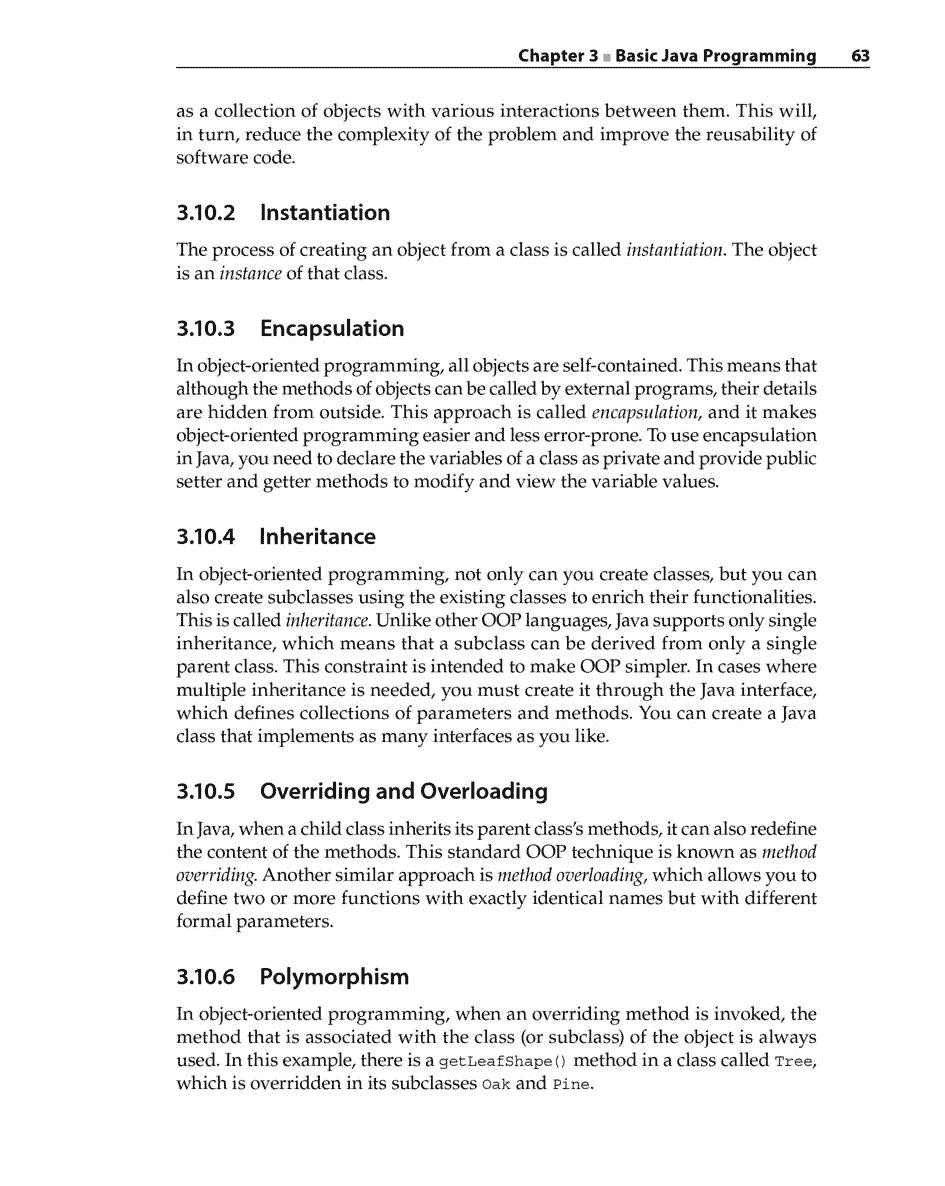 Chapter 3 ■ Basic Java Programming 63
as a collection of objects with various interactions between them. This will,
in turn, reduce the complexity of the problem and improve the reusability of
software code.
3.10.2 Instantiation
The process of creating an object from a class is called instantiation. The object
is an instance of that class.
3.10.3 Encapsulation
In object-oriented programming, all objects are self-contained. This means that
although the methods of objects can be called by external programs, their details
are hidden from outside. This approach is called encapsulation, and it makes
object-oriented programming easier and less error-prone. To use encapsulation
in Java, you need to declare the variables of a class as private and provide public
setter and getter methods to modify and view the variable values.
3.10.4 Inheritance
In object-oriented programming, not only can you create classes, but you can
also create subclasses using the existing classes to enrich their functionalities.
This is called inheritance. Unlike other OOP languages, Java supports only single
inheritance, which means that a subclass can be derived from only a single
parent class. This constraint is intended to make OOP simpler. In cases where
multiple inheritance is needed, you must create it through the Java interface,
which defines collections of parameters and methods. You can create a Java
class that implements as many interfaces as you like.
3.10.5 Overriding and Overloading
In Java, when a child class inherits its parent class's methods, it can also redefine
the content of the methods. This standard OOP technique is known as method
overriding. Another similar approach is method overloading, which allows you to
define two or more functions with exactly identical names but with different
formal parameters.
3.10.6 Polymorphism
In object-oriented programming, when an overriding method is invoked, the
method that is associated with the class (or subclass) of the object is always
used. In this example, there is a getLeafShape() method in a class called Tree,
which is overridden in its subclasses Oak and Pine.